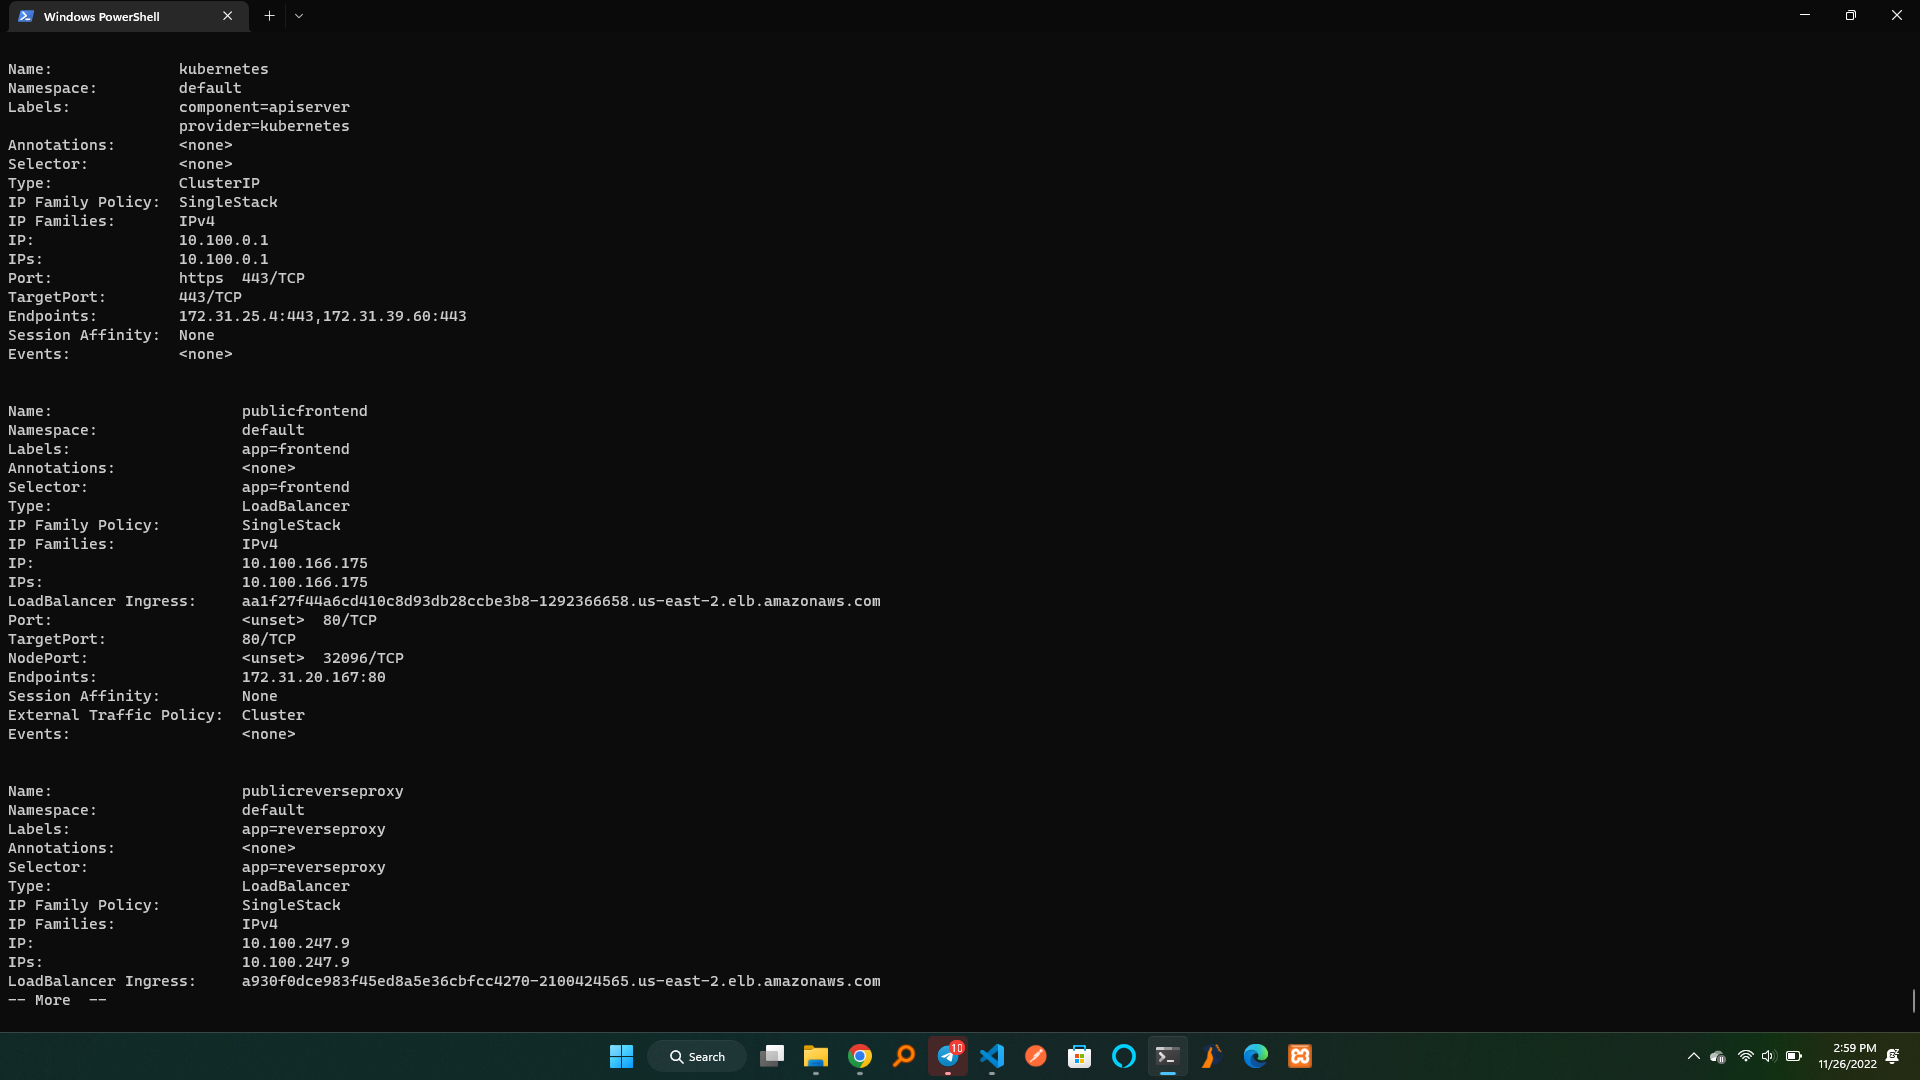 Windows PowerShell
Name: kubernetes
Namespace: default
Labels: component=apiserver
provider=kubernetes
Annotations: <none>
Selector: <none>
Type: ClusterIP
IP Family Policy: SingleStack
IP Families: IPv4
IP: 10.100.0.1
IPs: 10.100.0.1
Port: https 443/TCP
TargetPort: 443/TCP
Endpoints: 172.31.25.4:443,172.31.39.60:443
Session Affinity: None
Events: <none>
Name: publicfrontend
Namespace: default
Labels: app=frontend
Annotations: <none>
Selector: app=frontend
Type: LoadBalancer
IP Family Policy: SingleStack
IP Families: IPv4
IP: 10.100.166.175
IPs: 10.100.166.175
LoadBalancer Ingress: aa1f27f44a6cd410c8d93db28ccbe3b8-1292366658.us-east-2.elb.amazonaws.com
Port: <unset> 80/TCP
TargetPort: 80/TCP
NodePort: <unset> 32096/TCP
Endpoints: 172.31.20.167:80
Session Affinity: None
External Traffic Policy: Cluster
Events: <none>
Name: publicreverseproxy
Namespace: default
Labels: app=reverseproxy
Annotations: <none>
Selector: app=reverseproxy
Type: LoadBalancer
IP Family Policy: SingleStack
IP Families: IPv4
IP: 10.100.247.9
IPs: 10.100.247.9
LoadBalancer Ingress: a930f0dce983f45ed8a5e36cbfcc4270-2100424565.us-east-2.elb.amazonaws.com
-- More --
Search
10
2:59 PM
11/26/2022